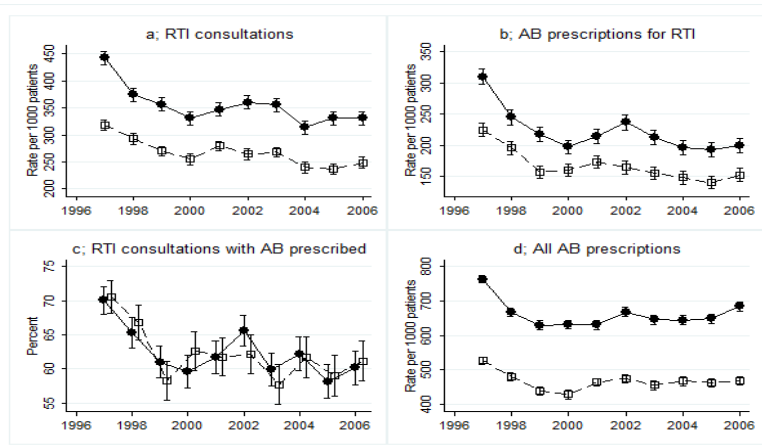 a; RTI consultations
Rate per 1000 patients
450
400
350
300
250
200
1996 1998 2000 2002 2004 2006
b; AB prescriptions for RTI
Rate per 1000 patients
350
300
250
200
150
1996 1998 2000 2002 2004 2006
c; RTI consultations with AB prescribed
Percent
75
70
65
60
55
1996 1998 2000 2002 2004 2006
d; All AB prescriptions
Rate per 1000 patients
800
700
600
500
400
1996 1998 2000 2002 2004 2006